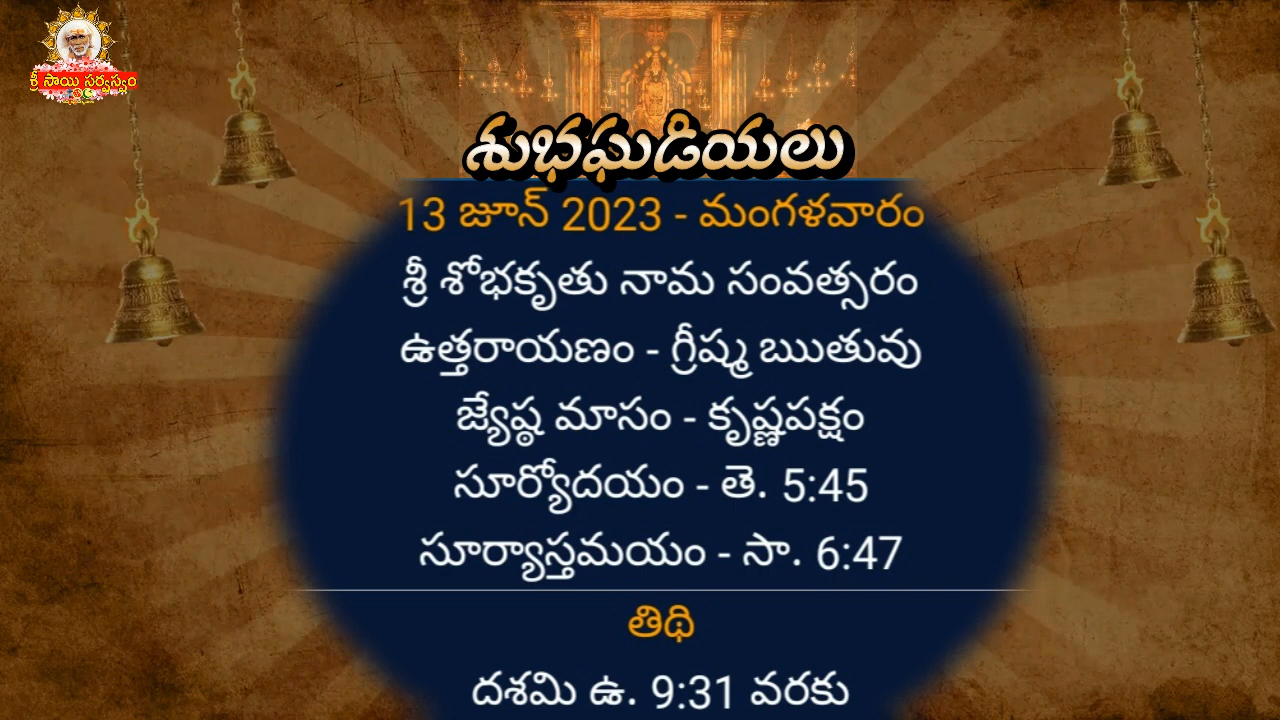 శ్రీ సాయి సర్వస్వం
శుభఘడియలు
13 జూన్ 2023 - మంగళవారం
శ్రీ శోభకృతు నామ సంవత్సరం
ఉత్తరాయణం - గ్రీష్మ ఋతువు
జ్యేష్ఠ మాసం - కృష్ణపక్షం
సూర్యోదయం - తె. 5:45
సూర్యాస్తమయం - సా. 6:47
తిథి
దశమి ఉ. 9:31 వరకు